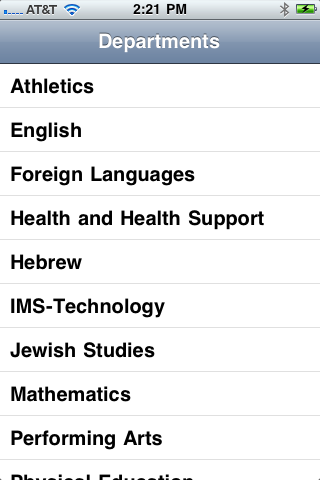 AT&T 2:21 PM
Departments
Athletics
English
Foreign Languages
Health and Health Support
Hebrew
IMS-Technology
Jewish Studies
Mathematics
Performing Arts
Physical Education